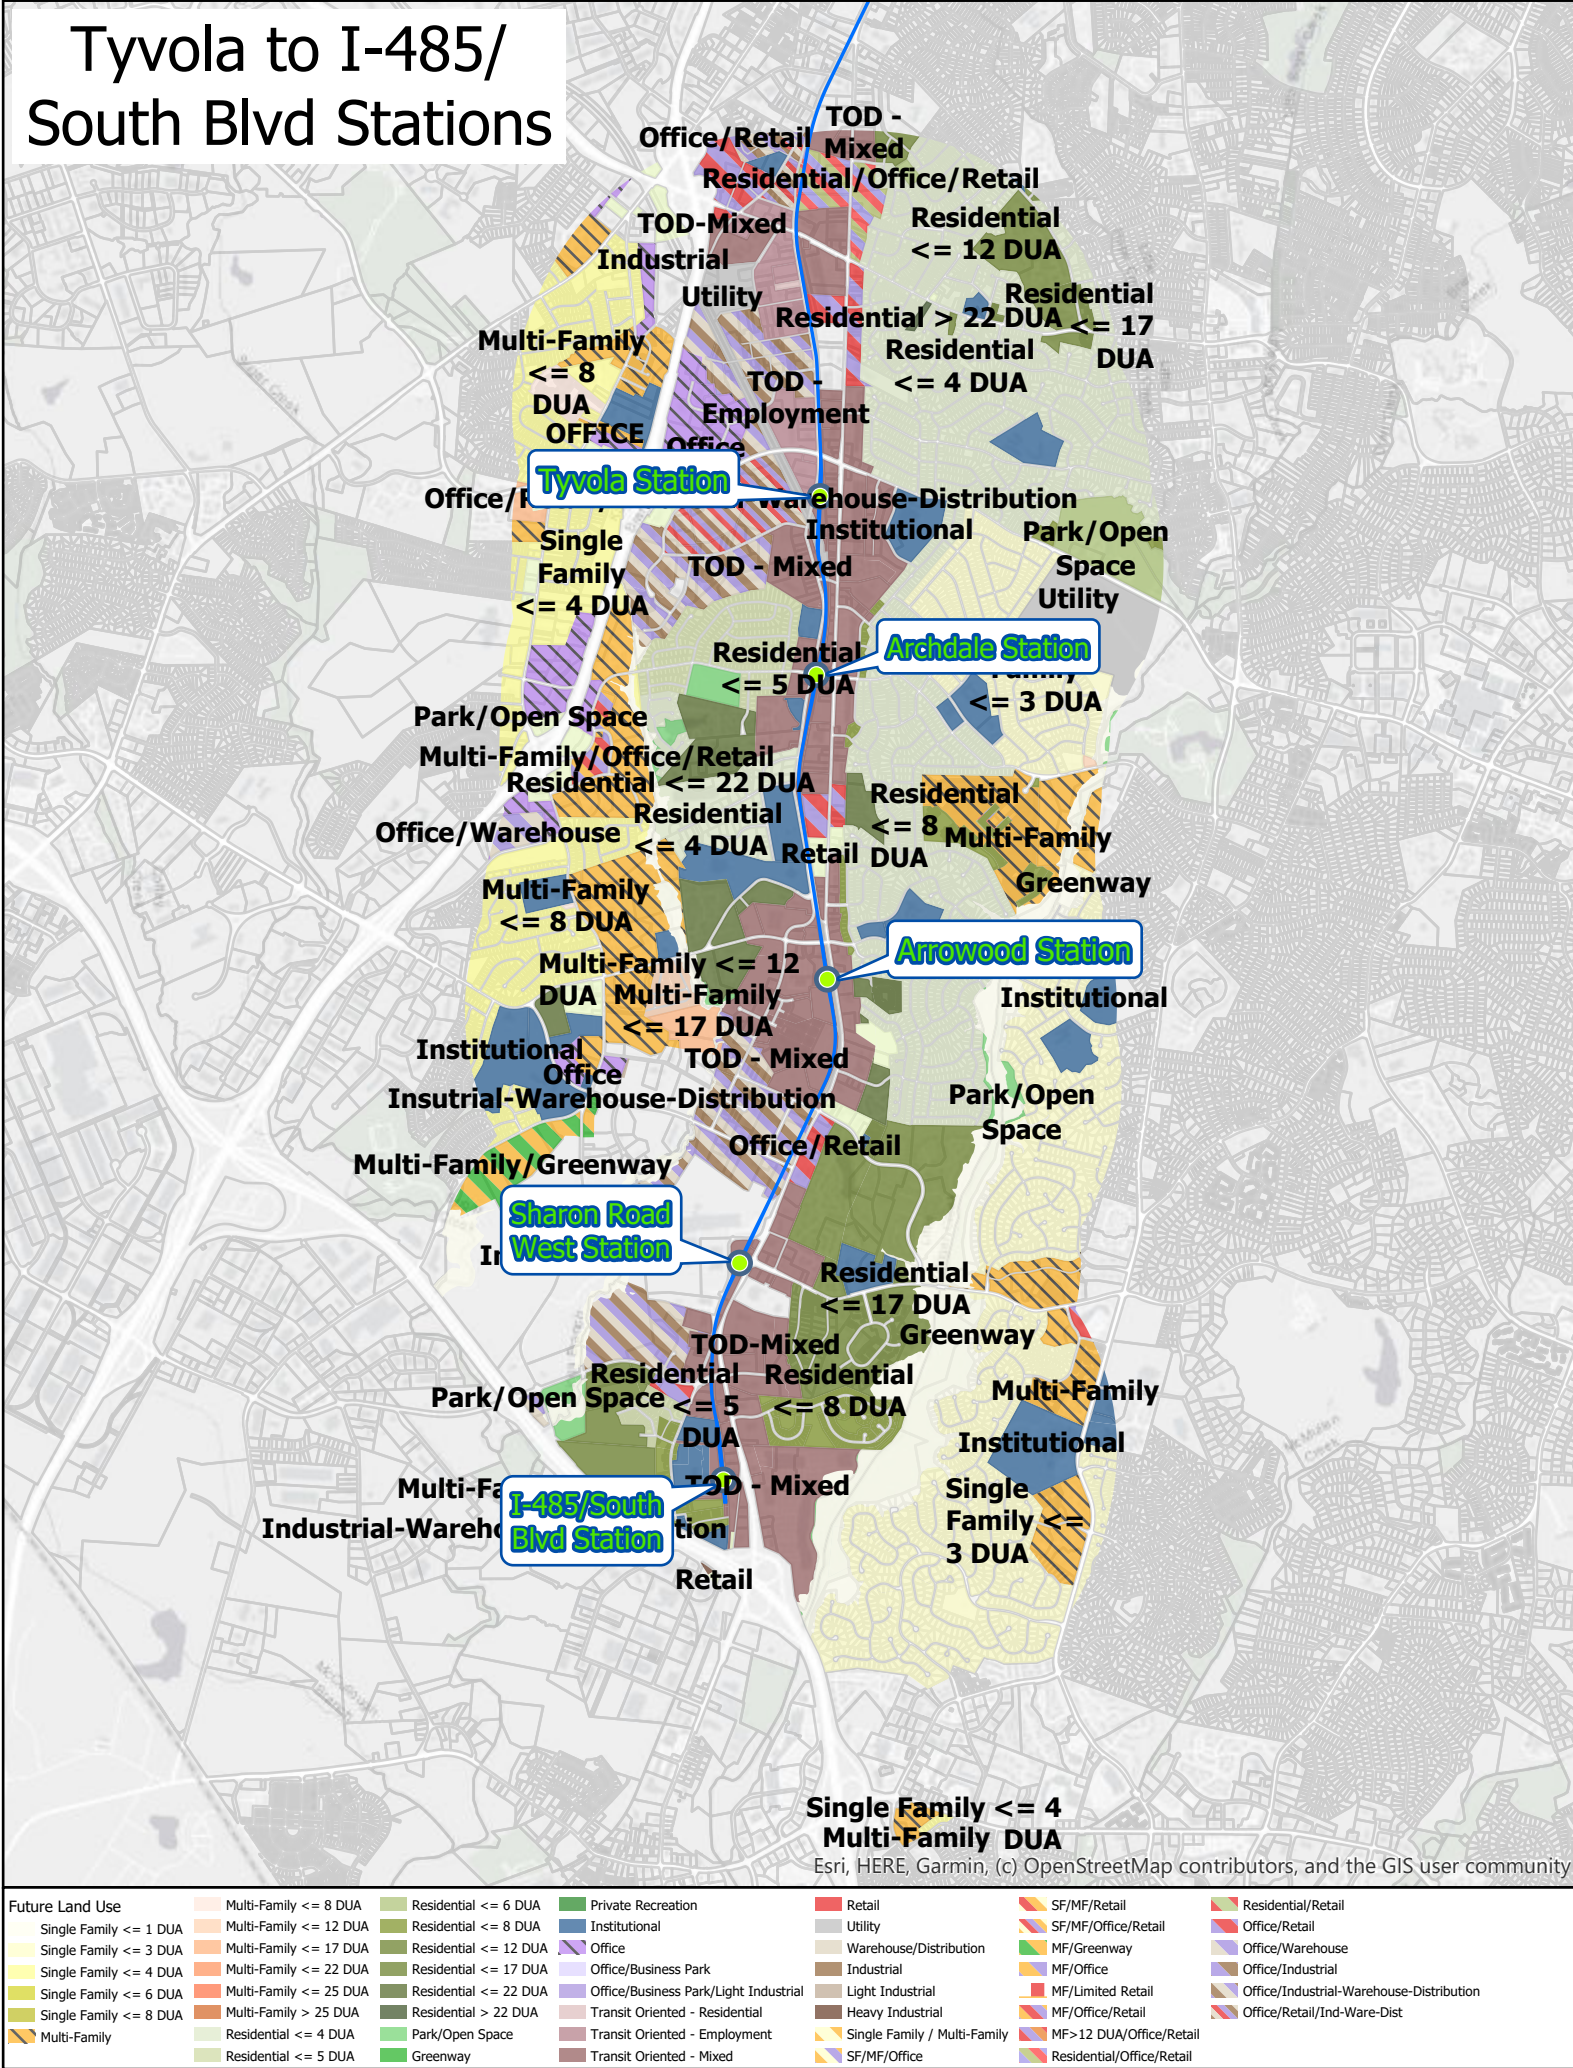 Tyvola to I-485/
South Blvd Stations
TOD -
Mixed
Office/Retail
Residential/Office/Retail
TOD-Mixed
Residential
<= 12 DUA
Industrial
Utility
Residential
<= 17
DUA
Residential > 22 DUA
Multi-Family
<= 8
DUA
Residential
<= 4 DUA
TOD -
Employment
OFFICE
Office
Tyvola Station
Warehouse-Distribution
Institutional
Park/Open
Space
Utility
Single
Family
<= 4 DUA
TOD - Mixed
Residential
<= 5 DUA
Archdale Station
Family
<= 3 DUA
Park/Open Space
Multi-Family/Office/Retail
Residential <= 22 DUA
Office/Warehouse
Residential
<= 4 DUA
Retail
Residential
<= 8
DUA
Multi-Family
Greenway
Multi-Family
<= 8 DUA
Arrowood Station
Multi-Family <= 12
DUA
Multi-Family
<= 17 DUA
Institutional
Institutional
Office
TOD - Mixed
Insutrial-Warehouse-Distribution
Park/Open
Space
Office/Retail
Multi-Family/Greenway
Sharon Road
West Station
Residential
<= 17 DUA
Greenway
TOD-Mixed
Residential
<= 5
DUA
Residential
<= 8 DUA
Park/Open Space
Multi-Family
Institutional
TOD - Mixed
I-485/South
Blvd Station
Single
Family <=
3 DUA
Retail
Single Family <= 4
DUA
Multi-Family
Esri, HERE, Garmin, (c) OpenStreetMap contributors, and the GIS user community
Future Land Use
Single Family <= 1 DUA
Single Family <= 3 DUA
Single Family <= 4 DUA
Single Family <= 6 DUA
Single Family <= 8 DUA
Multi-Family
Multi-Family <= 8 DUA
Multi-Family <= 12 DUA
Multi-Family <= 17 DUA
Multi-Family <= 22 DUA
Multi-Family <= 25 DUA
Multi-Family > 25 DUA
Residential <= 4 DUA
Residential <= 5 DUA
Residential <= 6 DUA
Residential <= 8 DUA
Residential <= 12 DUA
Residential <= 17 DUA
Residential <= 22 DUA
Residential > 22 DUA
Park/Open Space
Greenway
Private Recreation
Institutional
Office
Office/Business Park
Office/Business Park/Light Industrial
Transit Oriented - Residential
Transit Oriented - Employment
Transit Oriented - Mixed
Retail
Utility
Warehouse/Distribution
Industrial
Light Industrial
Heavy Industrial
Single Family / Multi-Family
SF/MF/Office
SF/MF/Retail
SF/MF/Office/Retail
MF/Greenway
MF/Office
MF/Limited Retail
MF/Office/Retail
MF>12 DUA/Office/Retail
Residential/Office/Retail
Residential/Retail
Office/Retail
Office/Warehouse
Office/Industrial
Office/Industrial-Warehouse-Distribution
Office/Retail/Ind-Ware-Dist